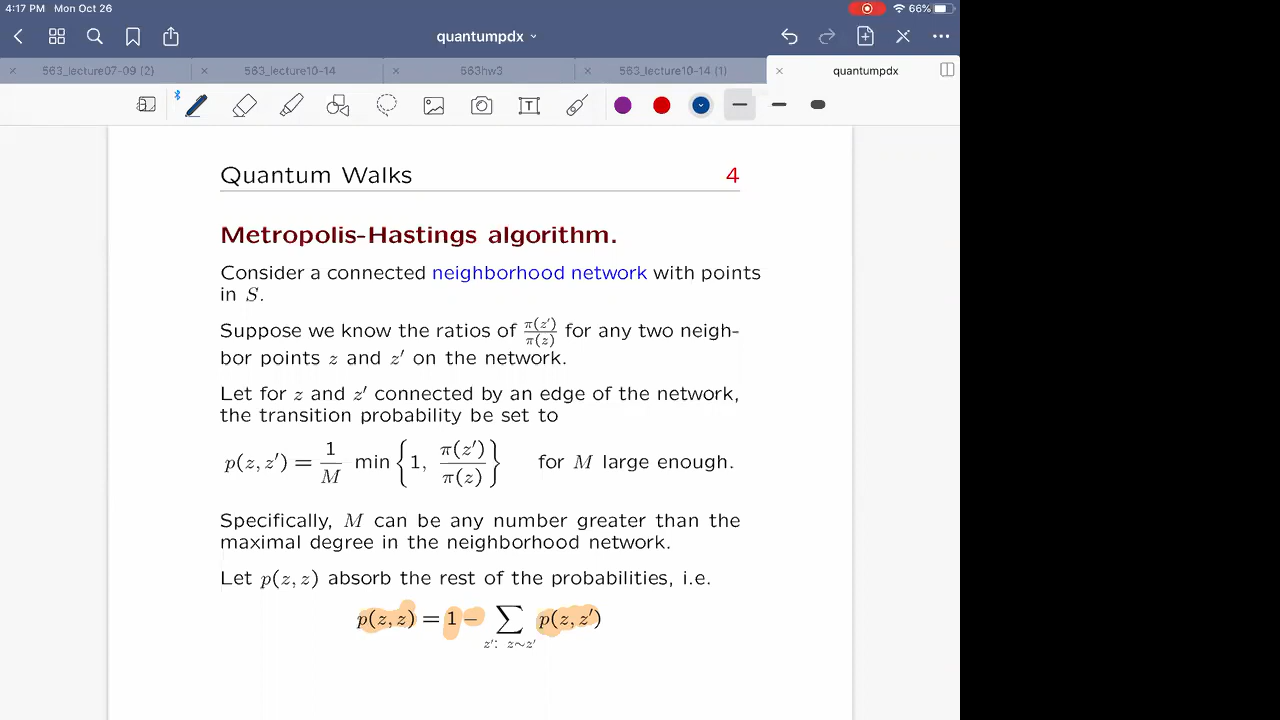 4:17 PM Mon Oct 26
66%
quantumpdx
563_lecture07-09 (2)
563_lecture10-14
563hw3
563_lecture10-14 (1)
quantumpdx
T
Quantum Walks 4
Metropolis-Hastings algorithm.
Consider a connected neighborhood network with points
in S.
Suppose we know the ratios of π(z′)/π(z) for any two neigh-
bor points z and z′ on the network.
Let for z and z′ connected by an edge of the network,
the transition probability be set to
p(z, z′) = 1/M min {1, π(z′)/π(z)} for M large enough.
Specifically, M can be any number greater than the
maximal degree in the neighborhood network.
Let p(z, z) absorb the rest of the probabilities, i.e.
p(z, z) = 1 − ∑ p(z, z′)
z′: z∼z′